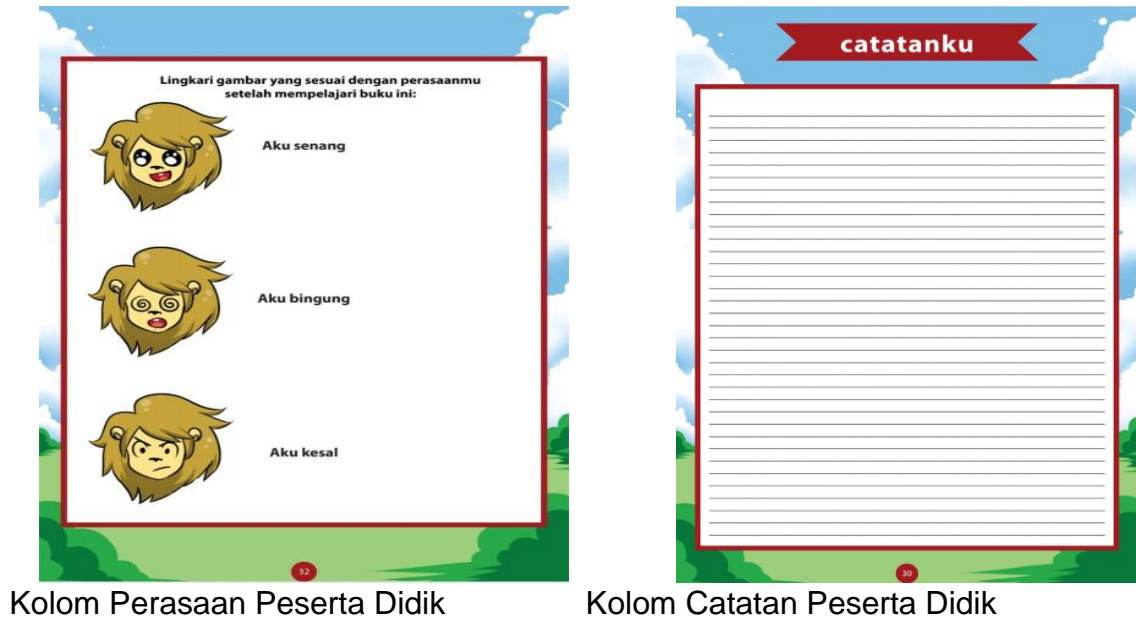 Lingkari gambar yang sesuai dengan perasaanmu
setelah mempelajari buku ini:
Aku senang
Aku bingung
Aku kesal
32
Kolom Perasaan Peserta Didik
catatanku
30
Kolom Catatan Peserta Didik